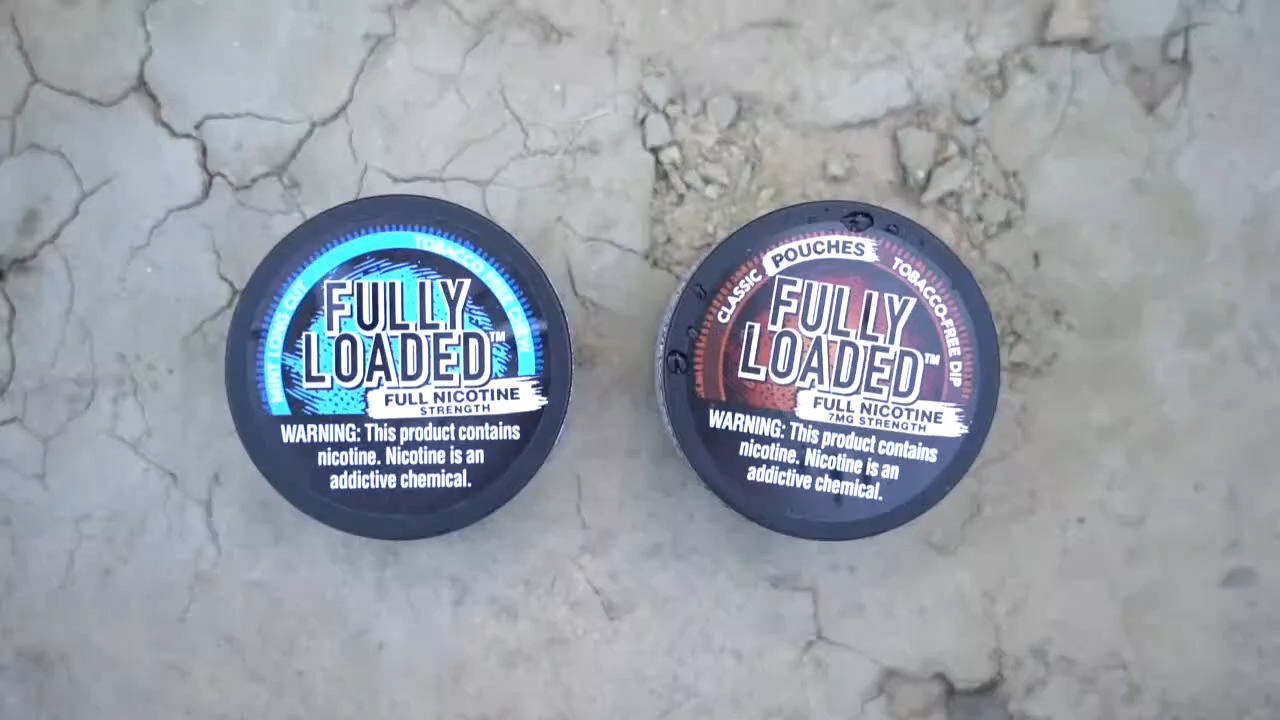 MINT LONG CUT
TOBACCO FREE CHEW
FULLY
LOADED™
FULL NICOTINE
STRENGTH
WARNING: This product contains
nicotine. Nicotine is an
addictive chemical.
CLASSIC
POUCHES
TOBACCO-FREE DIP
FULLY
LOADED™
FULL NICOTINE
7MG STRENGTH
WARNING: This product contains
nicotine. Nicotine is an
addictive chemical.